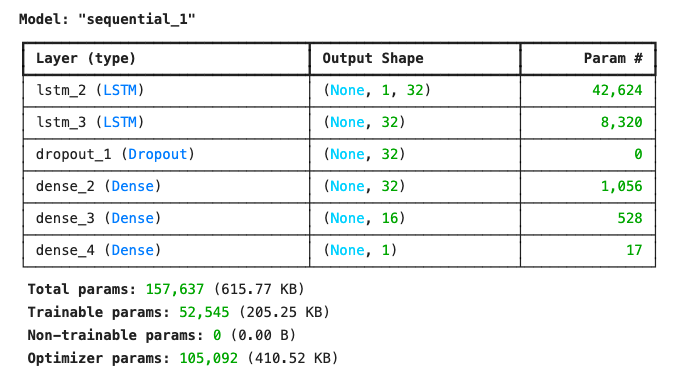 Model: "sequential_1"
Layer (type) Output Shape Param #
lstm_2 (LSTM) (None, 1, 32) 42,624
lstm_3 (LSTM) (None, 32) 8,320
dropout_1 (Dropout) (None, 32) 0
dense_2 (Dense) (None, 32) 1,056
dense_3 (Dense) (None, 16) 528
dense_4 (Dense) (None, 1) 17
Total params: 157,637 (615.77 KB)
Trainable params: 52,545 (205.25 KB)
Non-trainable params: 0 (0.00 B)
Optimizer params: 105,092 (410.52 KB)